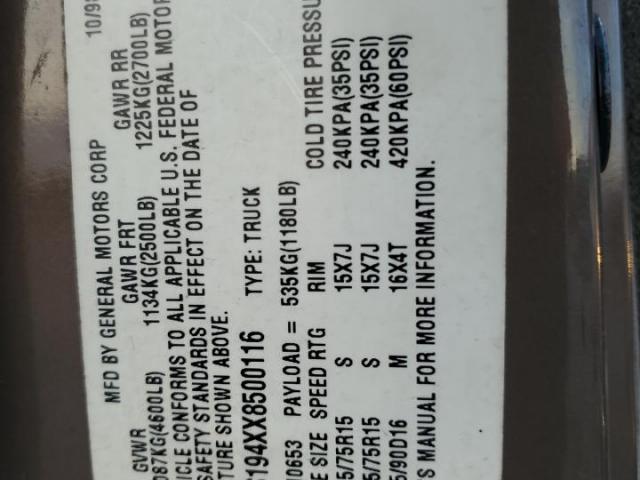 MFD BY GENERAL MOTORS CORP 10/98
GVWR GAWR FRT GAWR RR
087KG(4600LB) 1134KG(2500LB) 1225KG(2700LB)
ICLE CONFORMS TO ALL APPLICABLE U.S. FEDERAL MOTOR
SAFETY STANDARDS IN EFFECT ON THE DATE OF
TURE SHOWN ABOVE.
S194XX8500116 TYPE: TRUCK
10653 PAYLOAD = 535KG(1180LB)
E SIZE SPEED RTG RIM COLD TIRE PRESSU
5/75R15 S 15X7J 240KPA(35PSI)
5/75R15 S 15X7J 240KPA(35PSI)
5/90D16 M 16X4T 420KPA(60PSI)
S MANUAL FOR MORE INFORMATION.